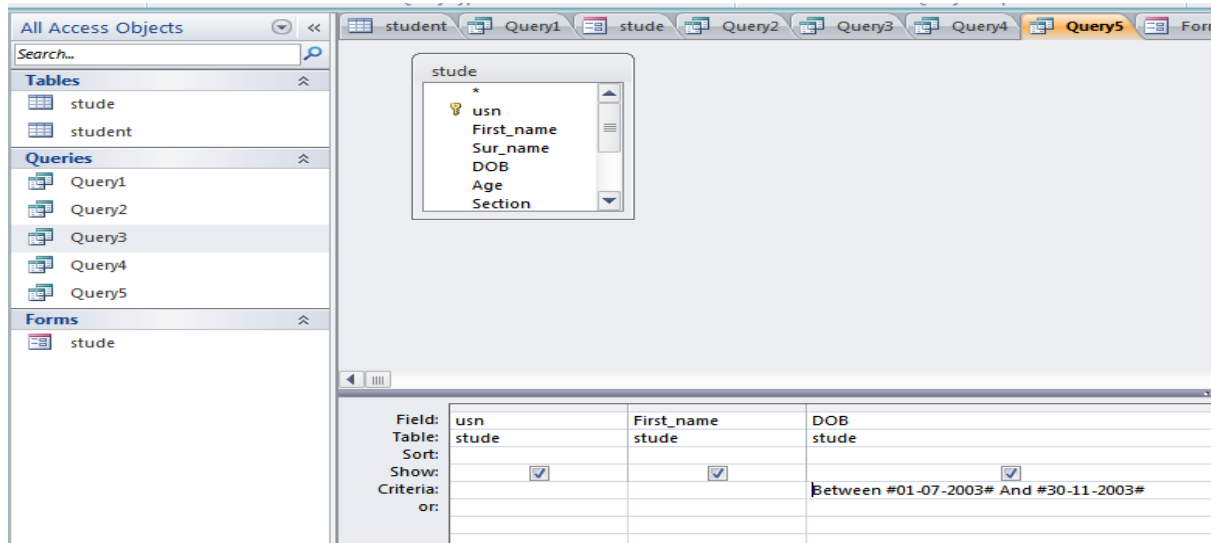 All Access Objects
Search...
Tables
stude
student
Queries
Query1
Query2
Query3
Query4
Query5
Forms
stude
student Query1 stude Query2 Query3 Query4 Query5 Forr
stude
*
usn
First_name
Sur_name
DOB
Age
Section
Field: usn First_name DOB
Table: stude stude stude
Sort:
Show:
Criteria: Between #01-07-2003# And #30-11-2003#
or: